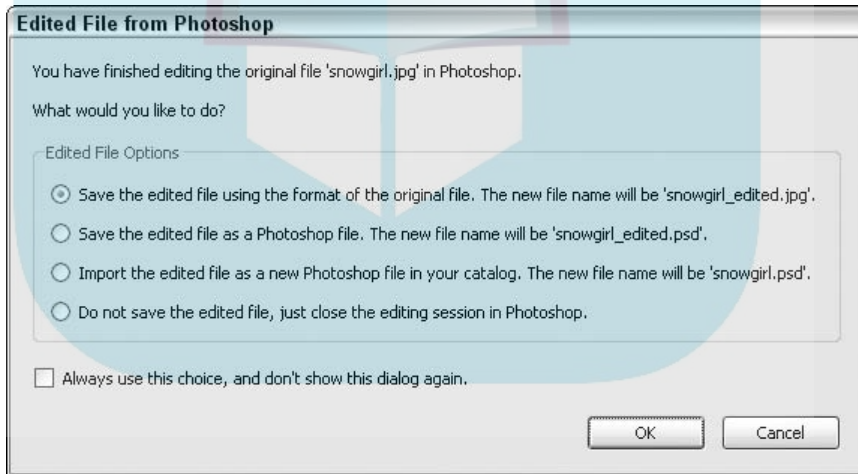 Edited File from Photoshop
You have finished editing the original file 'snowgirl.jpg' in Photoshop.
What would you like to do?
Edited File Options
Save the edited file using the format of the original file. The new file name will be 'snowgirl_edited.jpg'.
Save the edited file as a Photoshop file. The new file name will be 'snowgirl_edited.psd'.
Import the edited file as a new Photoshop file in your catalog. The new file name will be 'snowgirl.psd'.
Do not save the edited file, just close the editing session in Photoshop.
Always use this choice, and don't show this dialog again.
OK Cancel